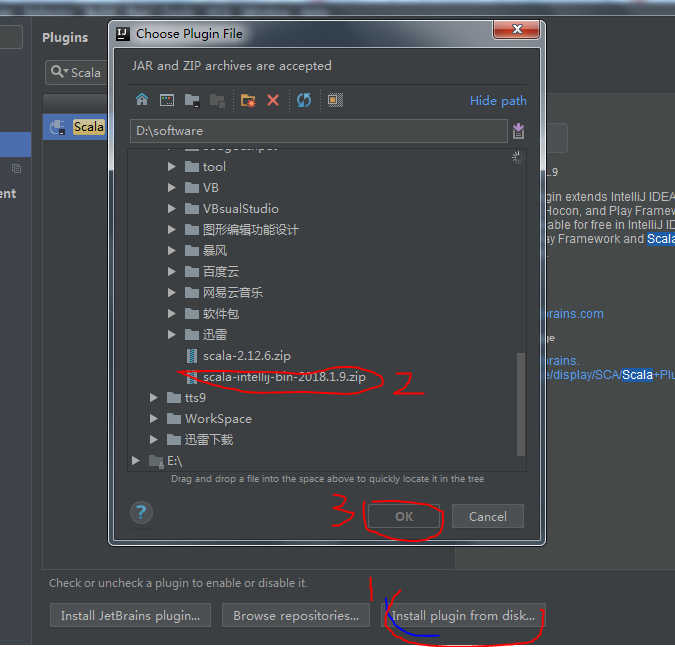 Plugins
Scala
Scala
Choose Plugin File
JAR and ZIP archives are accepted
Hide path
D:\software
tool
VB
VBsualStudio
图形编辑功能设计
暴风
百度云
网易云音乐
软件包
迅雷
scala-2.12.6.zip
scala-intellij-bin-2018.1.9.zip
2
tts9
WorkSpace
迅雷下载
E:\
Drag and drop a file into the space above to quickly locate it in the tree
?
3
OK
Cancel
ent
.9
gin extends IntelliJ IDEA
Hocon, and Play Framew
able for free in IntelliJ ID
ay Framework and Scala
brains.com
ge
brains.
e/display/SCA/Scala+Plu
Check or uncheck a plugin to enable or disable it.
1
Install JetBrains plugin...
Browse repositories...
Install plugin from disk...